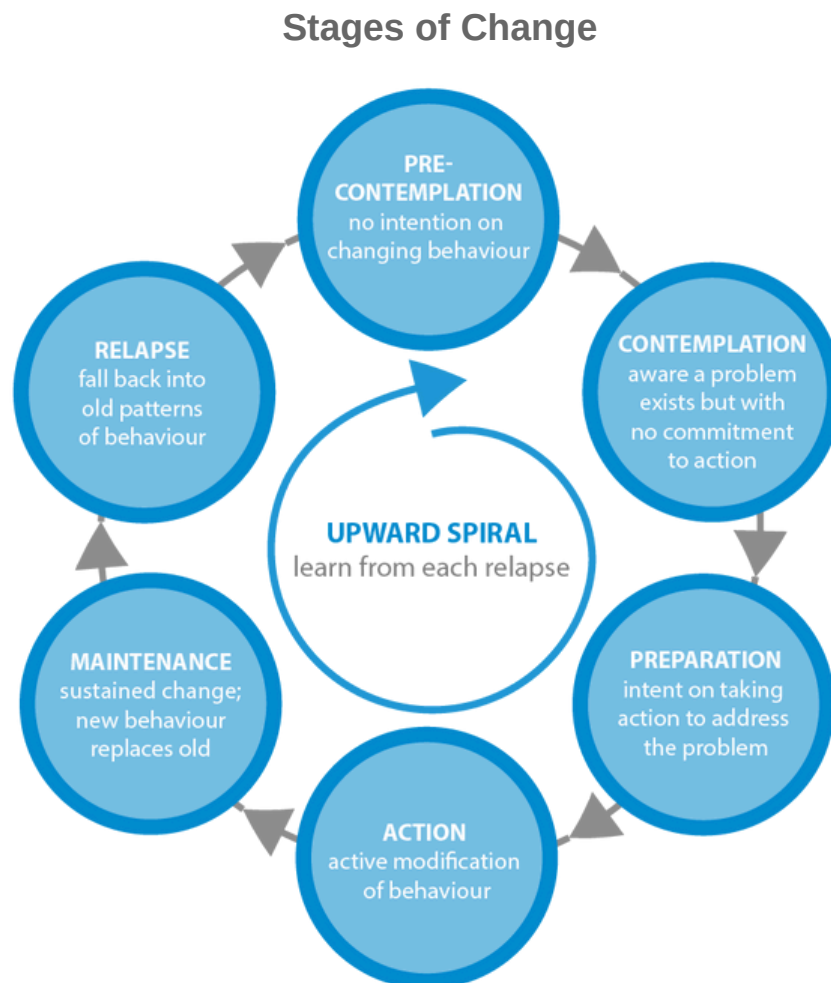 Stages of Change
PRE-
CONTEMPLATION
no intention on
changing behaviour
CONTEMPLATION
aware a problem
exists but with
no commitment
to action
PREPARATION
intent on taking
action to address
the problem
ACTION
active modification
of behaviour
MAINTENANCE
sustained change;
new behaviour
replaces old
RELAPSE
fall back into
old patterns
of behaviour
UPWARD SPIRAL
learn from each relapse